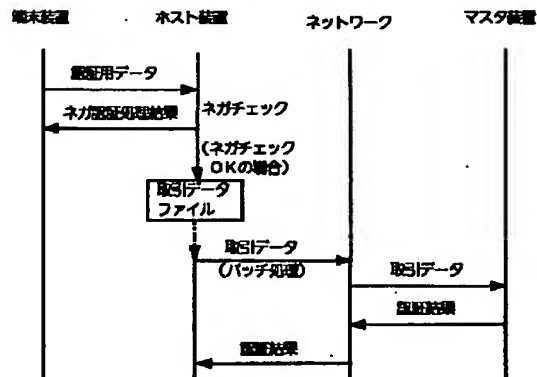 端末装置
ホスト装置
ネットワーク
マスタ装置
認証用データ
ネガ認証処理結果
ネガチェック
(ネガチェック
OKの場合)
取引データ
ファイル
取引データ
(バッチ処理)
取引データ
認証結果
認証結果